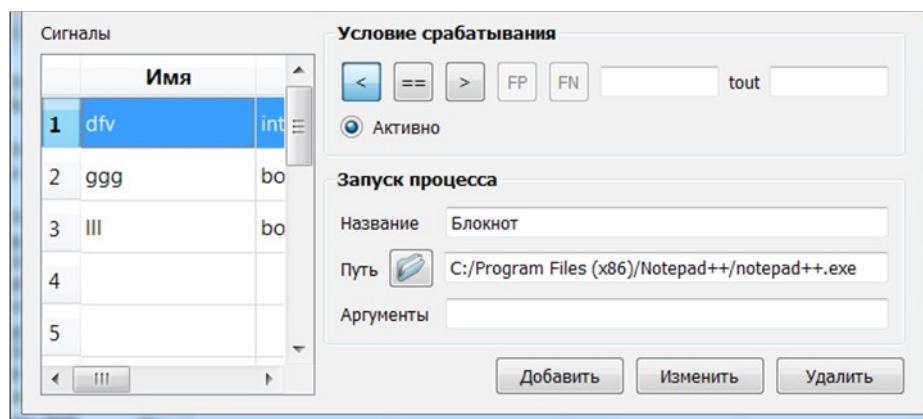 Сигналы
Имя
1 dfv int
2 ggg bo
3 lll bo
4
5
Условие срабатывания
< == > FP FN tout
Активно
Запуск процесса
Название Блокнот
Путь C:/Program Files (x86)/Notepad++/notepad++.exe
Аргументы
Добавить Изменить Удалить